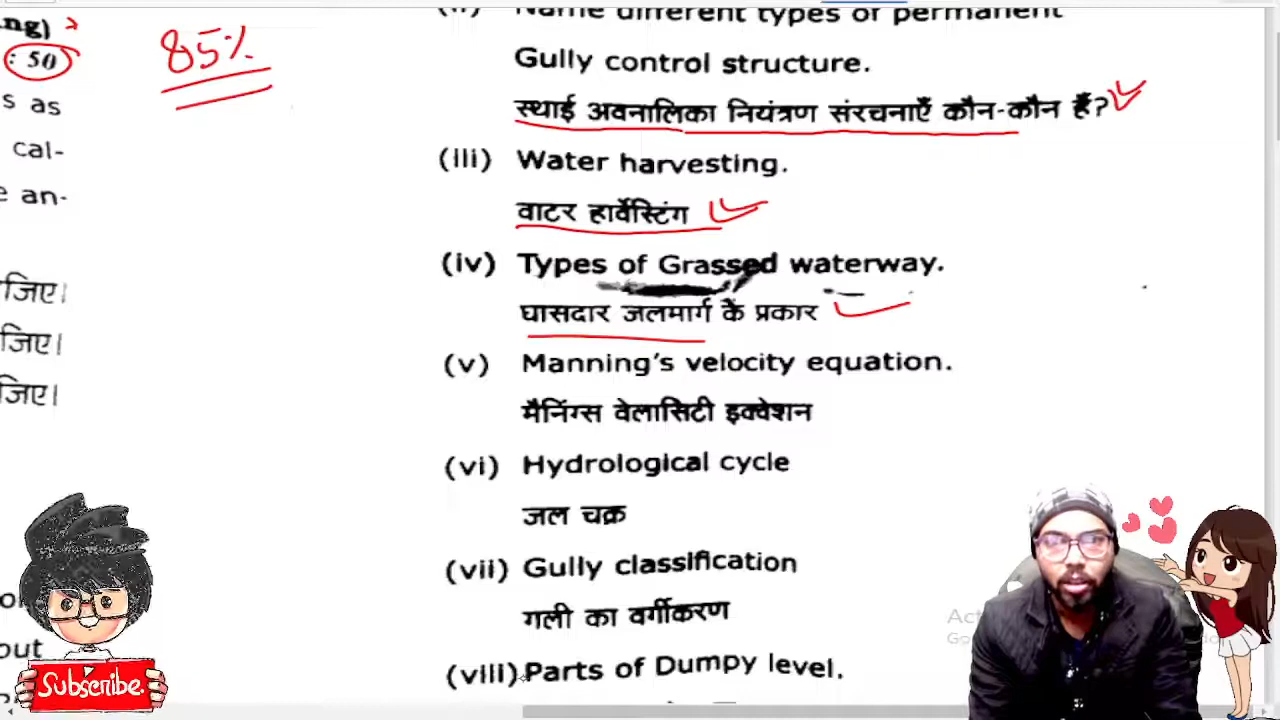 ng)
: 50
85%
s as
cal-
e an-
जिए।
जिए।
जिए।
out
Name different types of permanent
Gully control structure.
स्थाई अवनालिका नियंत्रण संरचनाएँ कौन-कौन हैं?
(iii) Water harvesting.
वाटर हार्वेस्टिंग
(iv) Types of Grassed waterway.
घासदार जलमार्ग के प्रकार
(v) Manning's velocity equation.
मैनिंग्स वेलासिटी इक्वेशन
(vi) Hydrological cycle
जल चक्र
(vii) Gully classification
गली का वर्गीकरण
(viii) Parts of Dumpy level.
Subscribe.